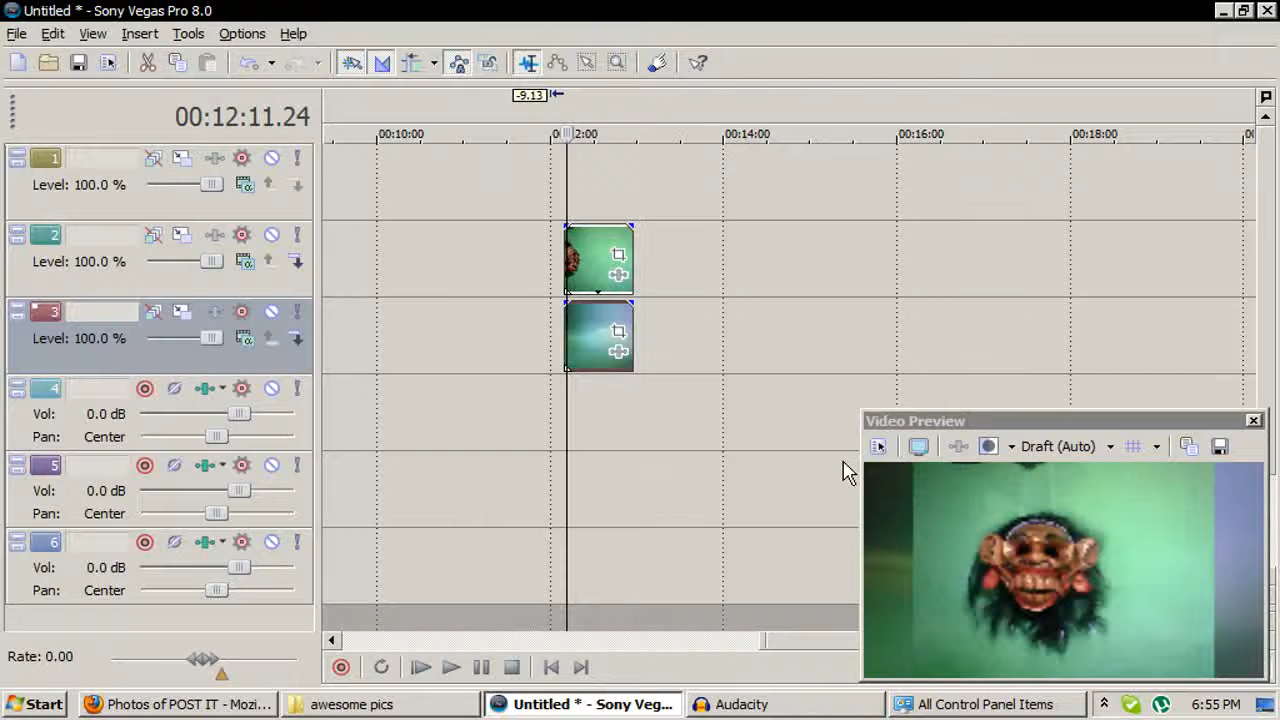 Untitled * - Sony Vegas Pro 8.0
File Edit View Insert Tools Options Help
-9.13
00:12:11.24
00:10:00 00:14:00 00:16:00 00:18:00
1
Level: 100.0 %
2
Level: 100.0 %
3
Level: 100.0 %
4
Vol: 0.0 dB
Pan: Center
5
Vol: 0.0 dB
Pan: Center
6
Vol: 0.0 dB
Pan: Center
Rate: 0.00
Video Preview
Draft (Auto)
Start Photos of POST IT - Mozi... awesome pics Untitled * - Sony Veg... Audacity All Control Panel Items 6:55 PM